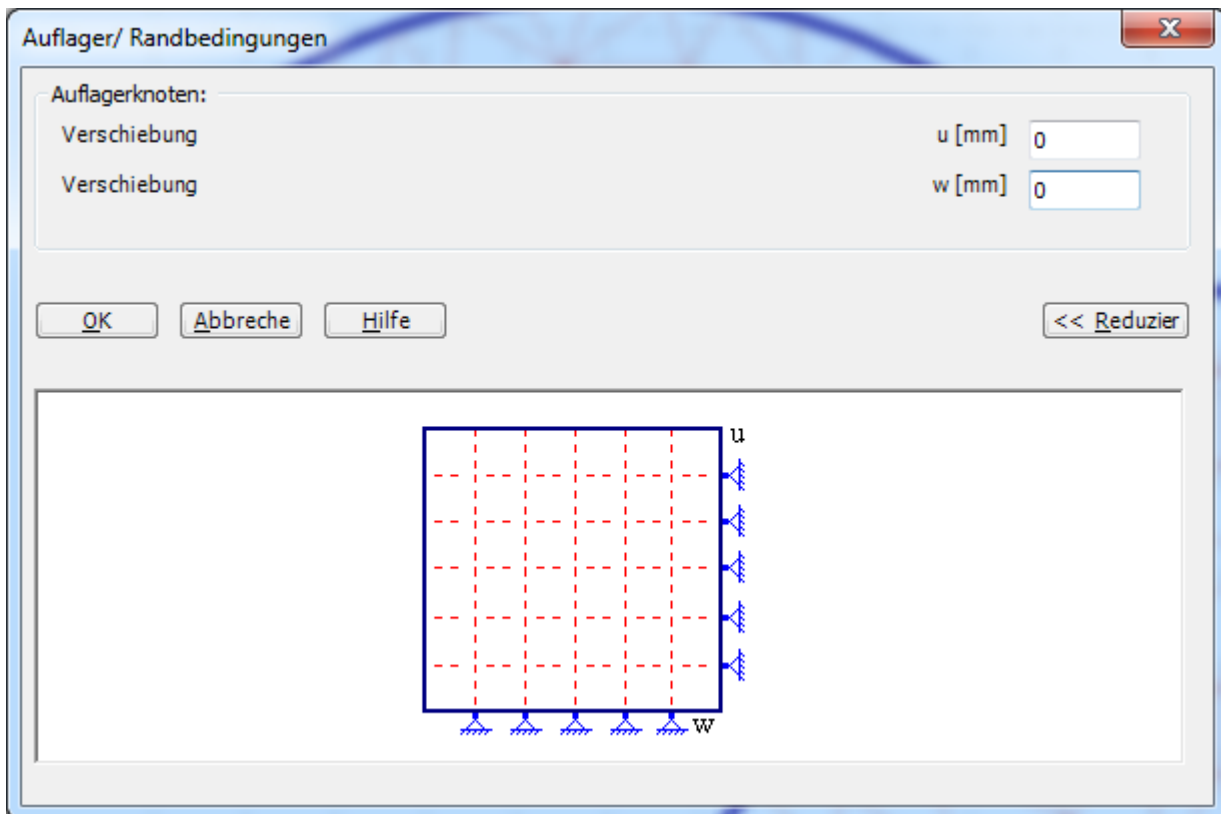 Auflager/ Randbedingungen
Auflagerknoten:
Verschiebung u [mm] 0
Verschiebung w [mm] 0
OK Abbreche Hilfe << Reduzier
u
w